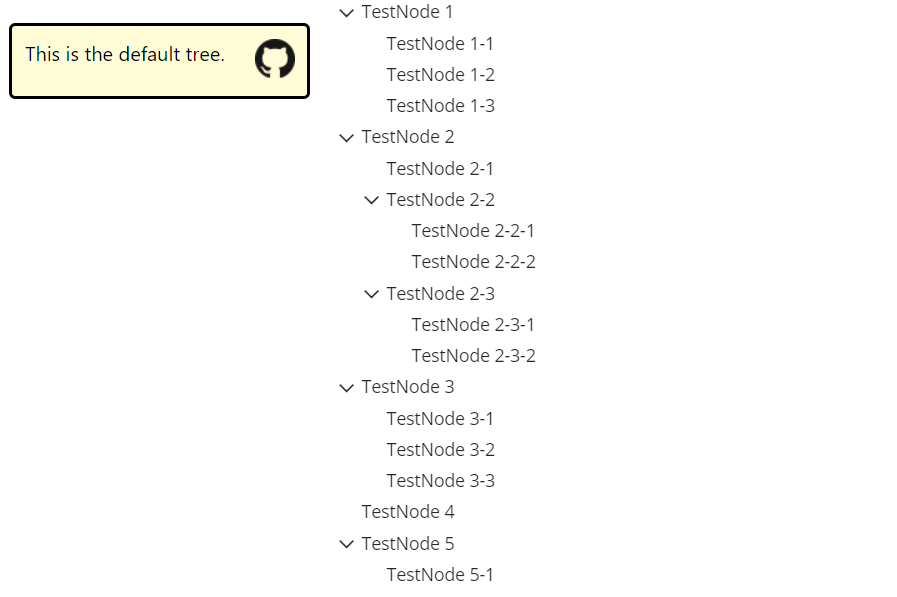 This is the default tree.
TestNode 1
TestNode 1-1
TestNode 1-2
TestNode 1-3
TestNode 2
TestNode 2-1
TestNode 2-2
TestNode 2-2-1
TestNode 2-2-2
TestNode 2-3
TestNode 2-3-1
TestNode 2-3-2
TestNode 3
TestNode 3-1
TestNode 3-2
TestNode 3-3
TestNode 4
TestNode 5
TestNode 5-1